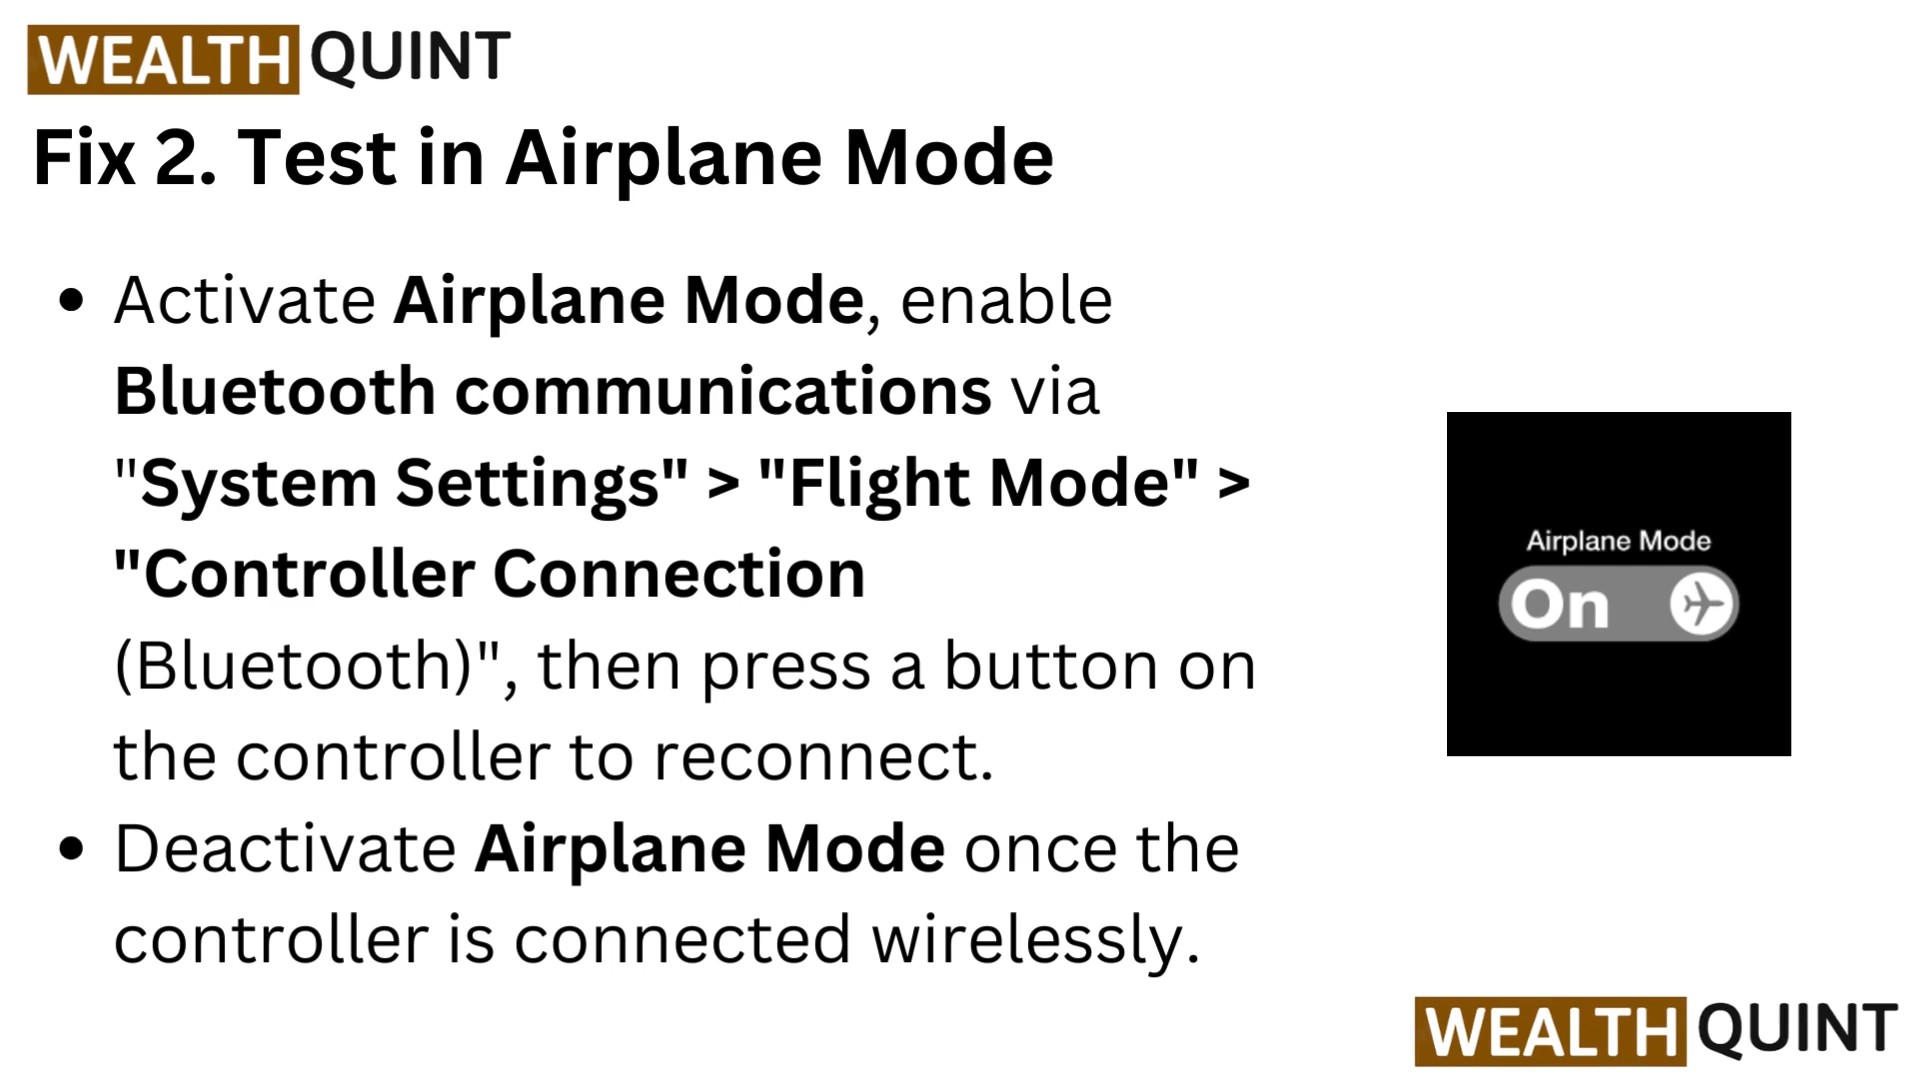 WEALTH QUINT
Fix 2. Test in Airplane Mode
• Activate Airplane Mode, enable
Bluetooth communications via
"System Settings" > "Flight Mode" >
"Controller Connection
(Bluetooth)", then press a button on
the controller to reconnect.
• Deactivate Airplane Mode once the
controller is connected wirelessly.
Airplane Mode
On
WEALTH QUINT